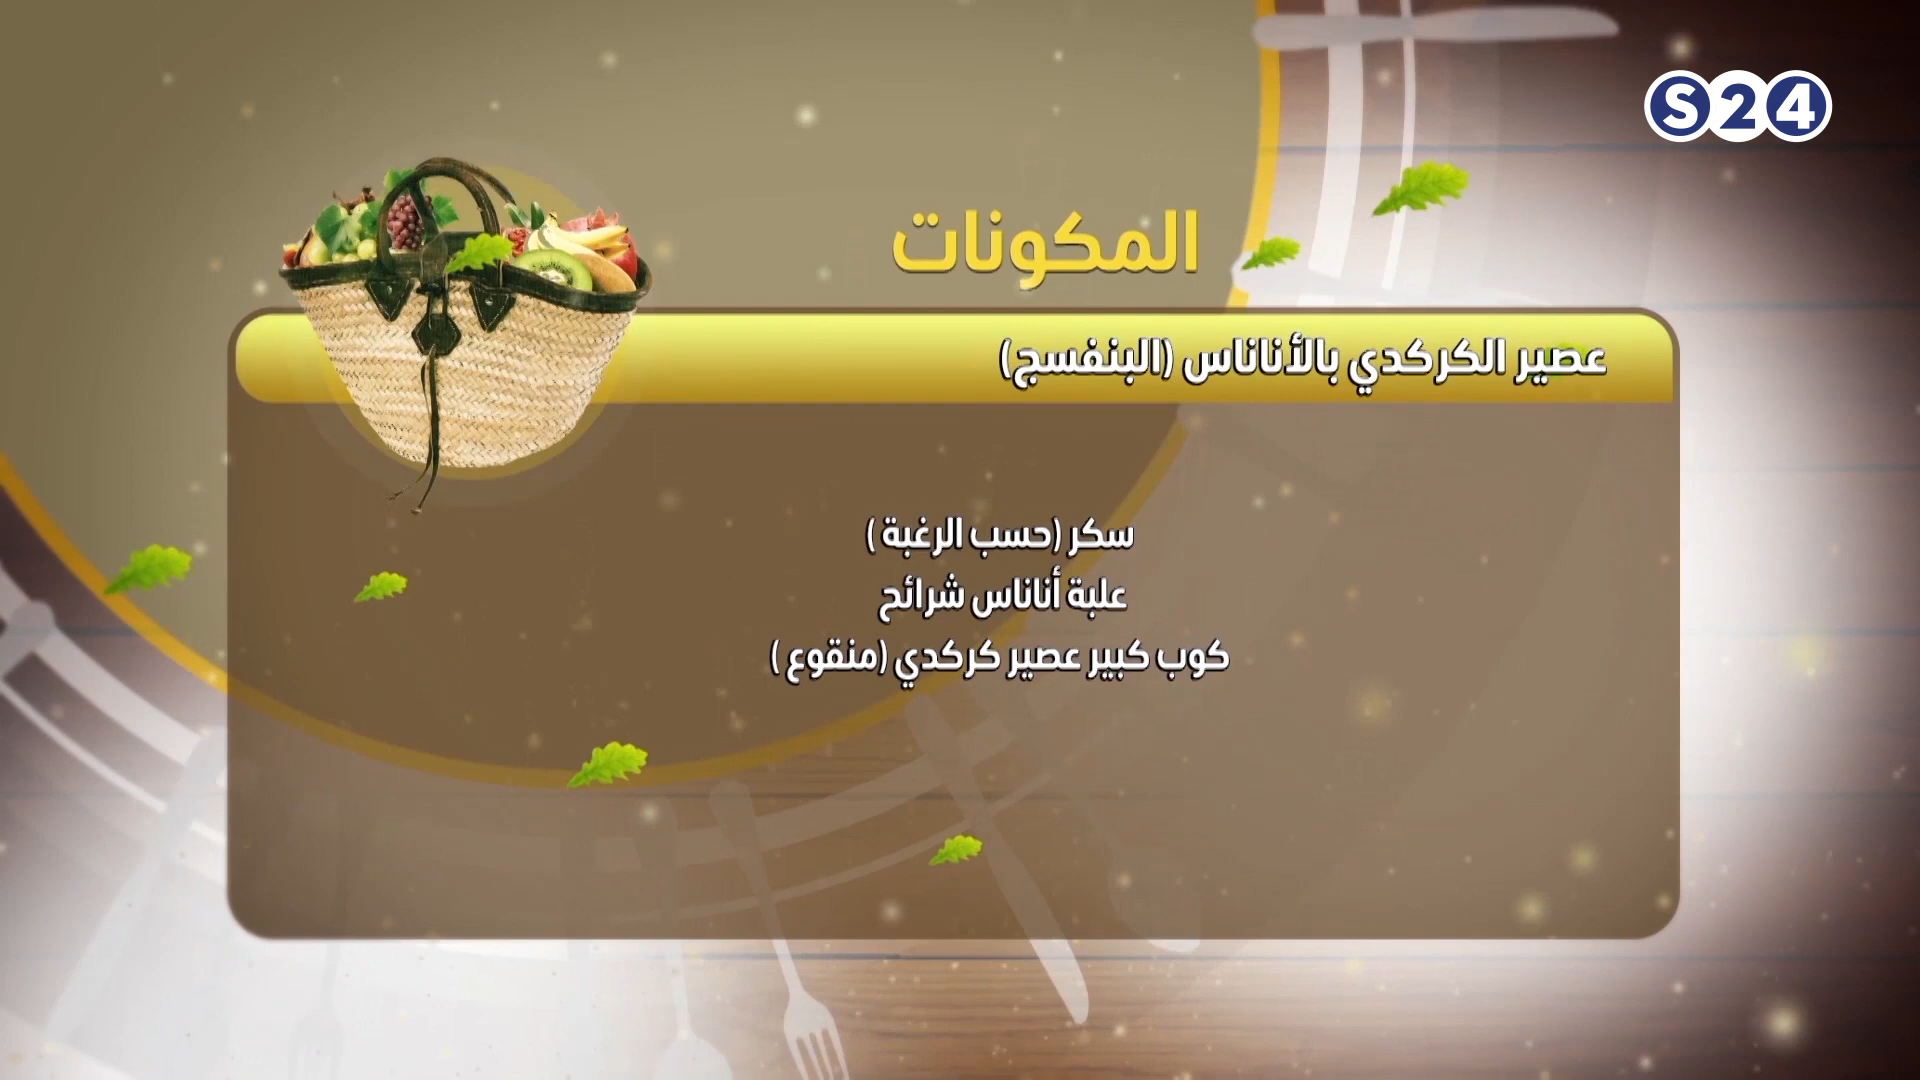 S24
المكونات
عصير الكركدي بالأناناس (البنفسج)
سكر (حسب الرغبة )
علبة أناناس شرائح
كوب كبير عصير كركدي (منقوع )